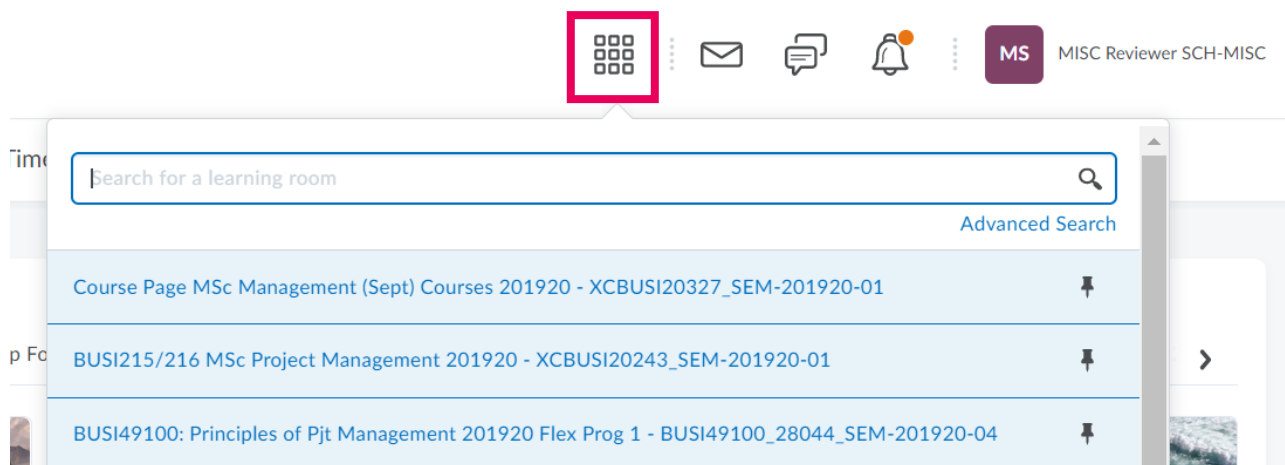 MS
MISC Reviewer SCH-MISC
Time
Search for a learning room
Advanced Search
Course Page MSc Management (Sept) Courses 201920 - XCBUSI20327_SEM-201920-01
p Fo
BUSI215/216 MSc Project Management 201920 - XCBUSI20243_SEM-201920-01
BUSI49100: Principles of Pjt Management 201920 Flex Prog 1 - BUSI49100_28044_SEM-201920-04